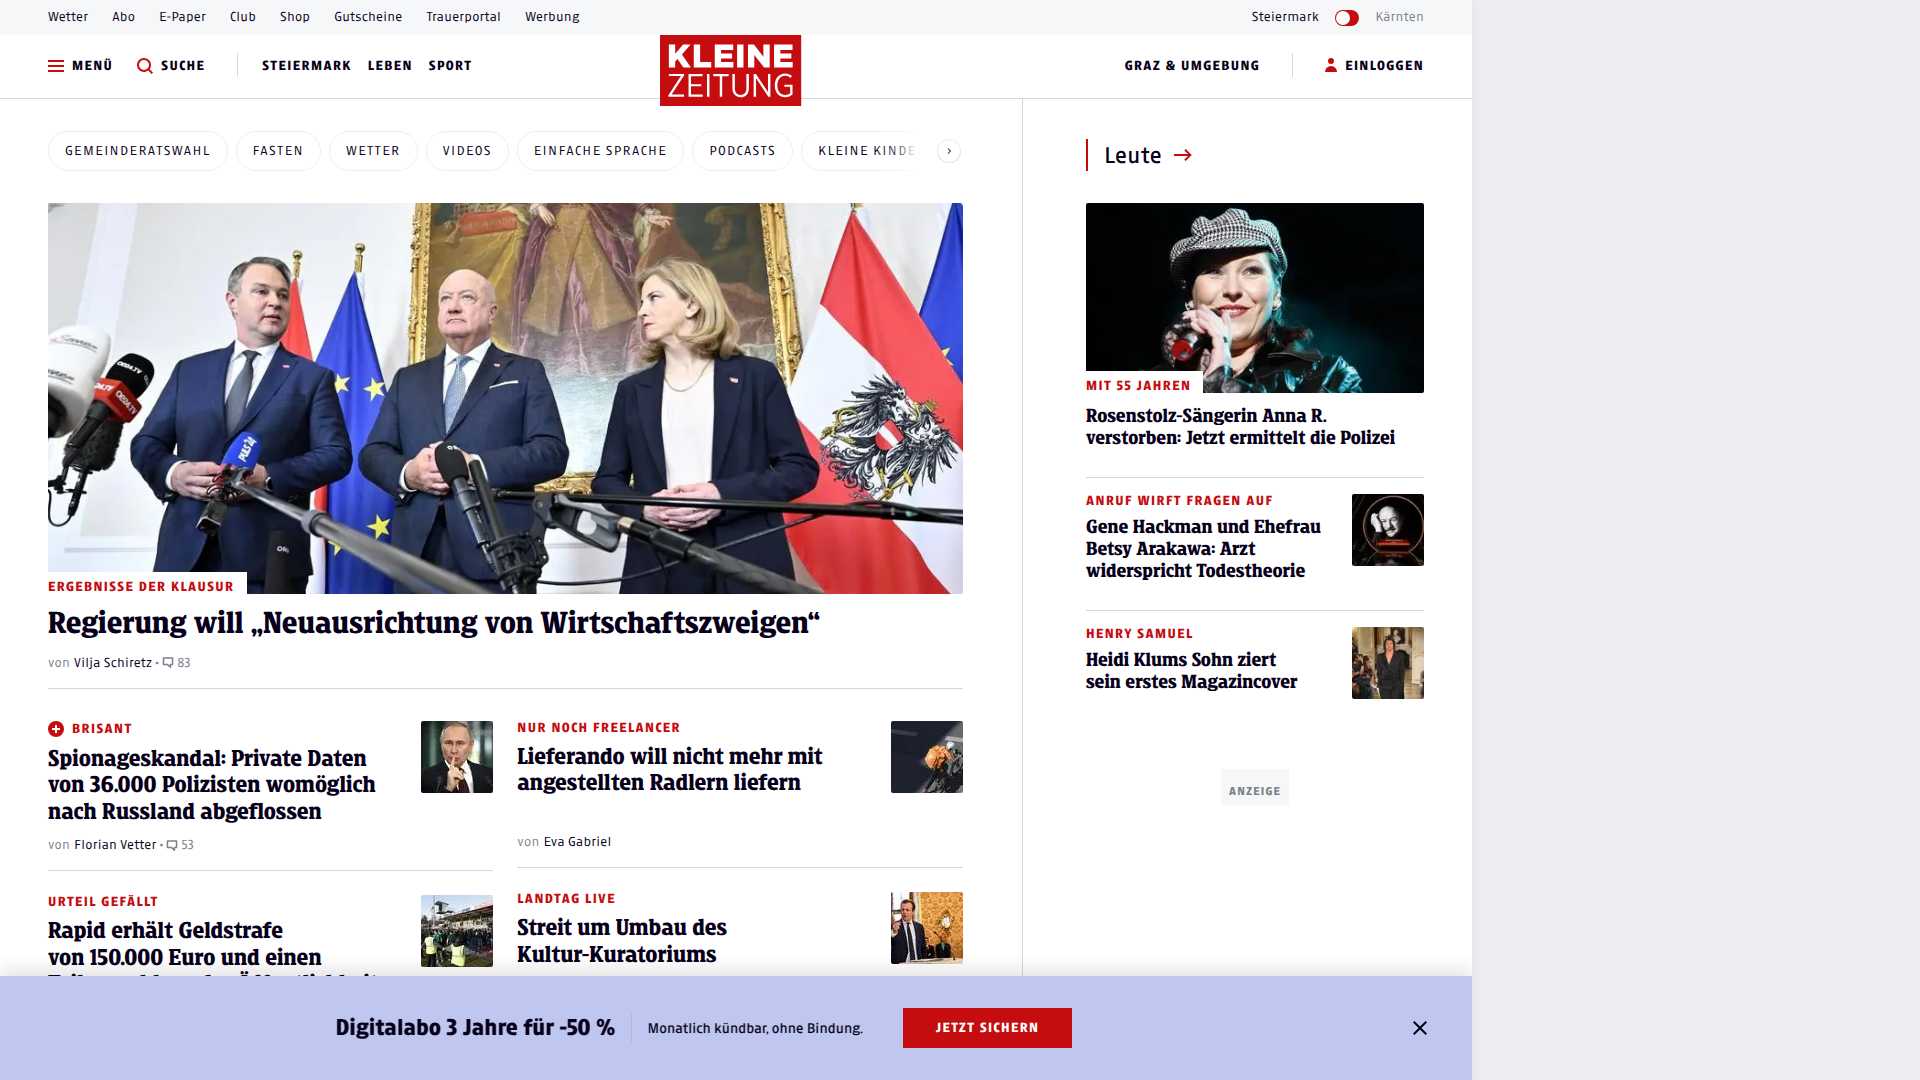 Wetter Abo E-Paper Club Shop Gutscheine Trauerportal Werbung
Steiermark Kärnten
MENÜ SUCHE STEIERMARK LEBEN SPORT
KLEINE
ZEITUNG
GRAZ & UMGEBUNG EINLOGGEN
GEMEINDERATSWAHL FASTEN WETTER VIDEOS EINFACHE SPRACHE PODCASTS KLEINE KINDE
ERGEBNISSE DER KLAUSUR
Regierung will „Neuausrichtung von Wirtschaftszweigen“
von Vilja Schiretz • 83
BRISANT
Spionageskandal: Private Daten
von 36.000 Polizisten womöglich
nach Russland abgeflossen
von Florian Vetter • 53
NUR NOCH FREELANCER
Lieferando will nicht mehr mit
angestellten Radlern liefern
von Eva Gabriel
URTEIL GEFÄLLT
Rapid erhält Geldstrafe
von 150.000 Euro und einen
LANDTAG LIVE
Streit um Umbau des
Kultur-Kuratoriums
Leute
MIT 55 JAHREN
Rosenstolz-Sängerin Anna R.
verstorben: Jetzt ermittelt die Polizei
ANRUF WIRFT FRAGEN AUF
Gene Hackman und Ehefrau
Betsy Arakawa: Arzt
widerspricht Todestheorie
HENRY SAMUEL
Heidi Klums Sohn ziert
sein erstes Magazincover
ANZEIGE
Digitalabo 3 Jahre für -50 %
Monatlich kündbar, ohne Bindung.
JETZT SICHERN